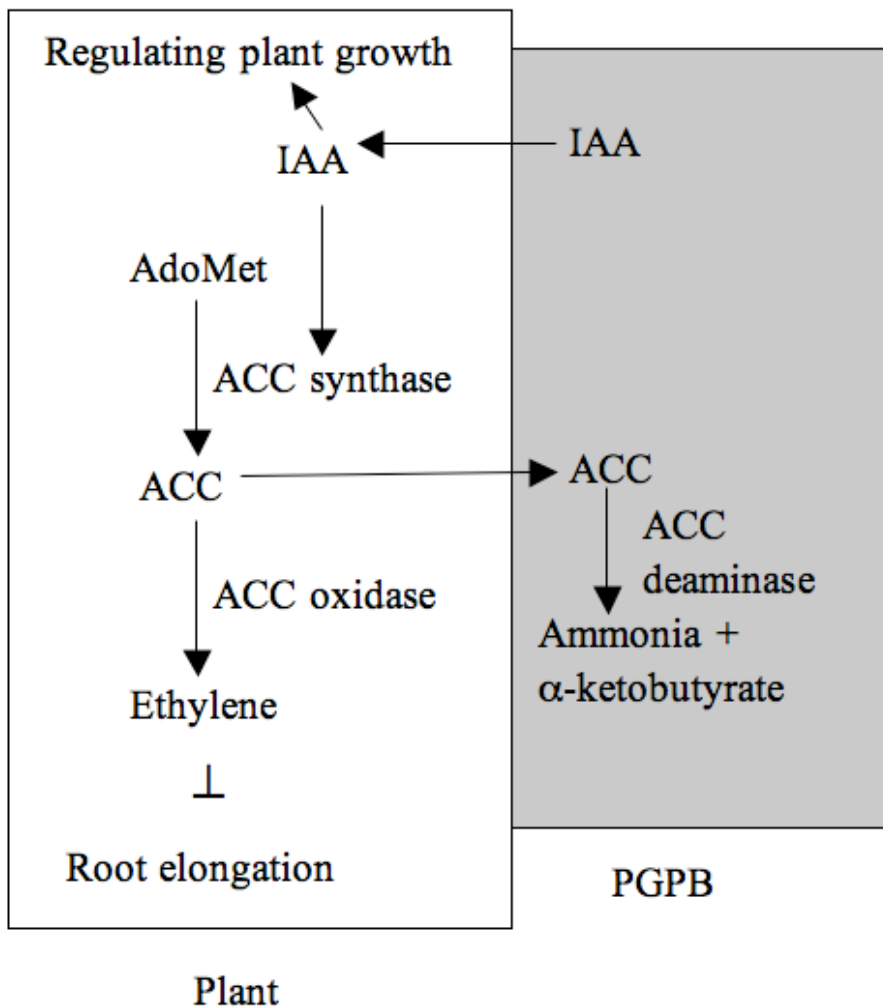 Regulating plant growth
IAA
IAA
AdoMet
ACC synthase
ACC
ACC
ACC
deaminase
ACC oxidase
Ammonia +
α-ketobutyrate
Ethylene
⊥
Root elongation
PGPB
Plant